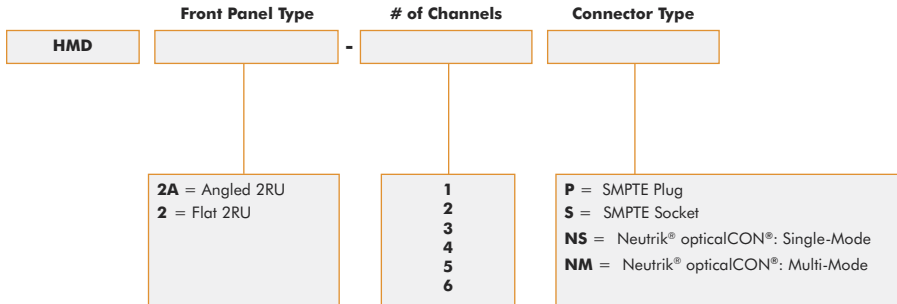 Front Panel Type # of Channels Connector Type
HMD -
2A = Angled 2RU
2 = Flat 2RU
1
2
3
4
5
6
P = SMPTE Plug
S = SMPTE Socket
NS = Neutrik® opticalCON®: Single-Mode
NM = Neutrik® opticalCON®: Multi-Mode